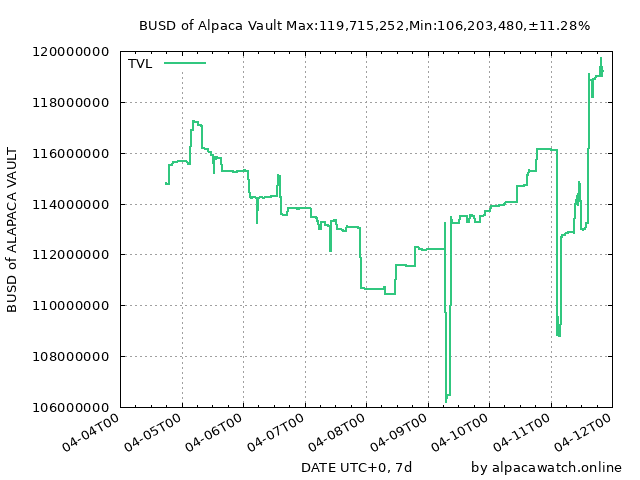 BUSD of Alpaca Vault Max:119,715,252,Min:106,203,480,±11.28%
TVL
BUSD of ALAPACA VAULT
120000000
118000000
116000000
114000000
112000000
110000000
108000000
106000000
04-04T00
04-05T00
04-06T00
04-07T00
04-08T00
04-09T00
04-10T00
04-11T00
04-12T00
DATE UTC+0, 7d
by alpacawatch.online